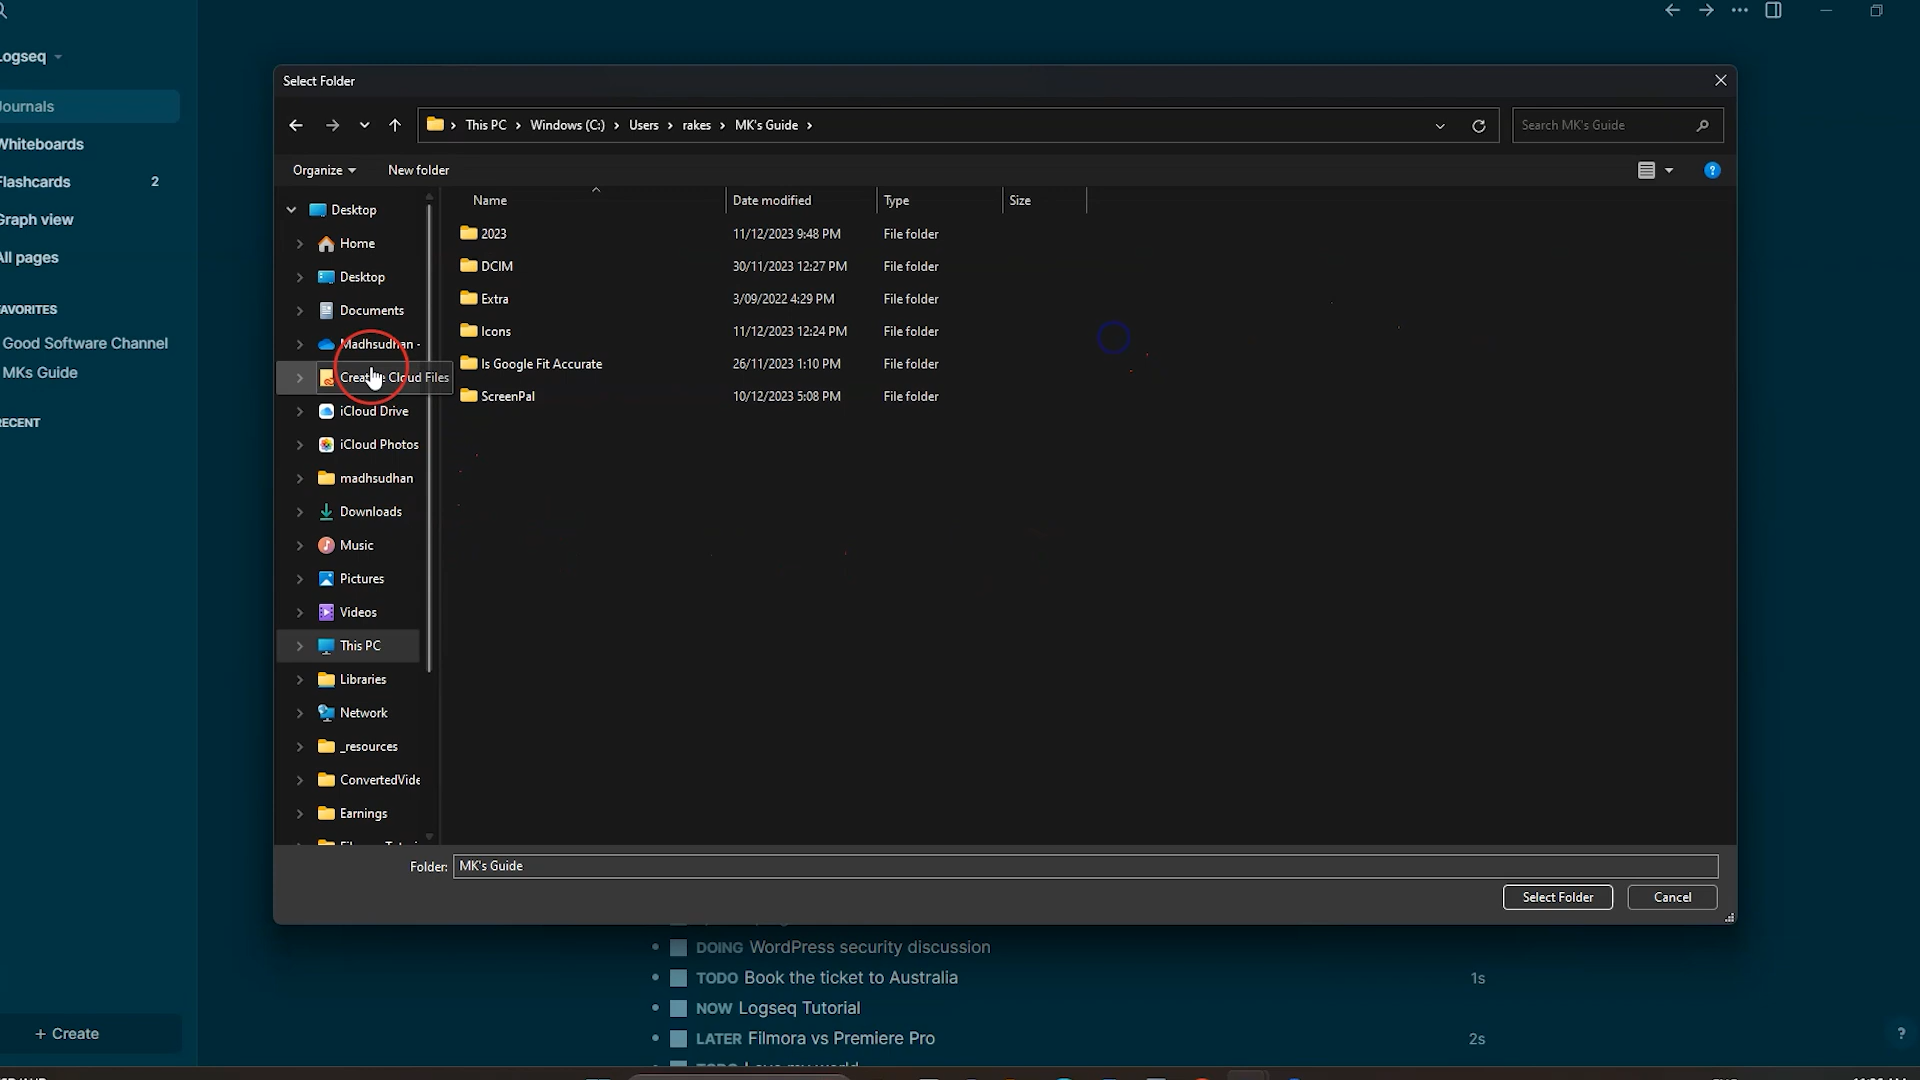 Logseq
Journals
Whiteboards
Flashcards 2
Graph view
All pages
FAVORITES
Good Software Channel
MKs Guide
RECENT
+ Create
Select Folder
This PC > Windows (C:) > Users > rakes > MK's Guide >
Search MK's Guide
Organize New folder
Desktop
Home
Desktop
Documents
Madhsudhan -
Creative Cloud Files
iCloud Drive
iCloud Photos
madhsudhan
Downloads
Music
Pictures
Videos
This PC
Libraries
Network
_resources
ConvertedVide
Earnings
Name Date modified Type Size
2023 11/12/2023 9:48 PM File folder
DCIM 30/11/2023 12:27 PM File folder
Extra 3/09/2022 4:29 PM File folder
Icons 11/12/2023 12:24 PM File folder
Is Google Fit Accurate 26/11/2023 1:10 PM File folder
ScreenPal 10/12/2023 5:08 PM File folder
Folder: MK's Guide
Select Folder Cancel
DOING WordPress security discussion
TODO Book the ticket to Australia 1s
NOW Logseq Tutorial
LATER Filmora vs Premiere Pro 2s
?